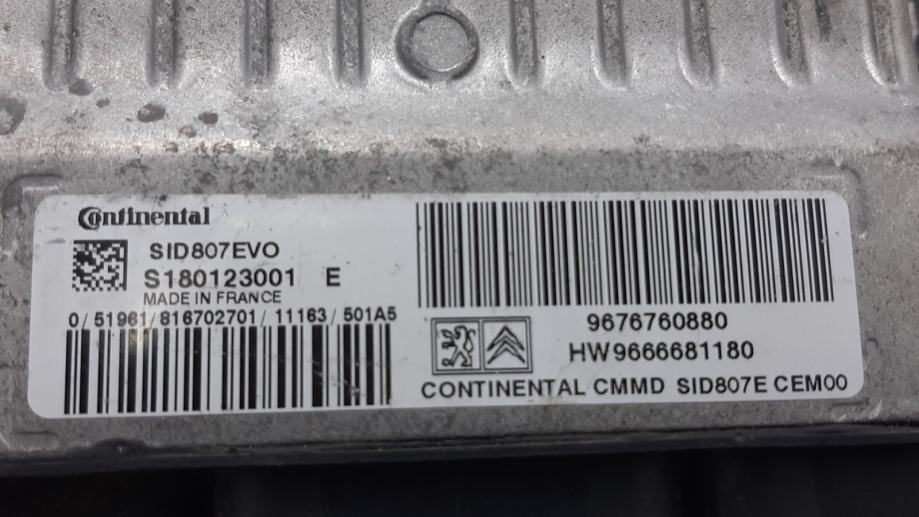 Continental
SID807EVO
S180123001 E
MADE IN FRANCE
0/51961/816702701/11163/501A5
9676760880
HW9666681180
CONTINENTAL CMMD SID807E CEM00